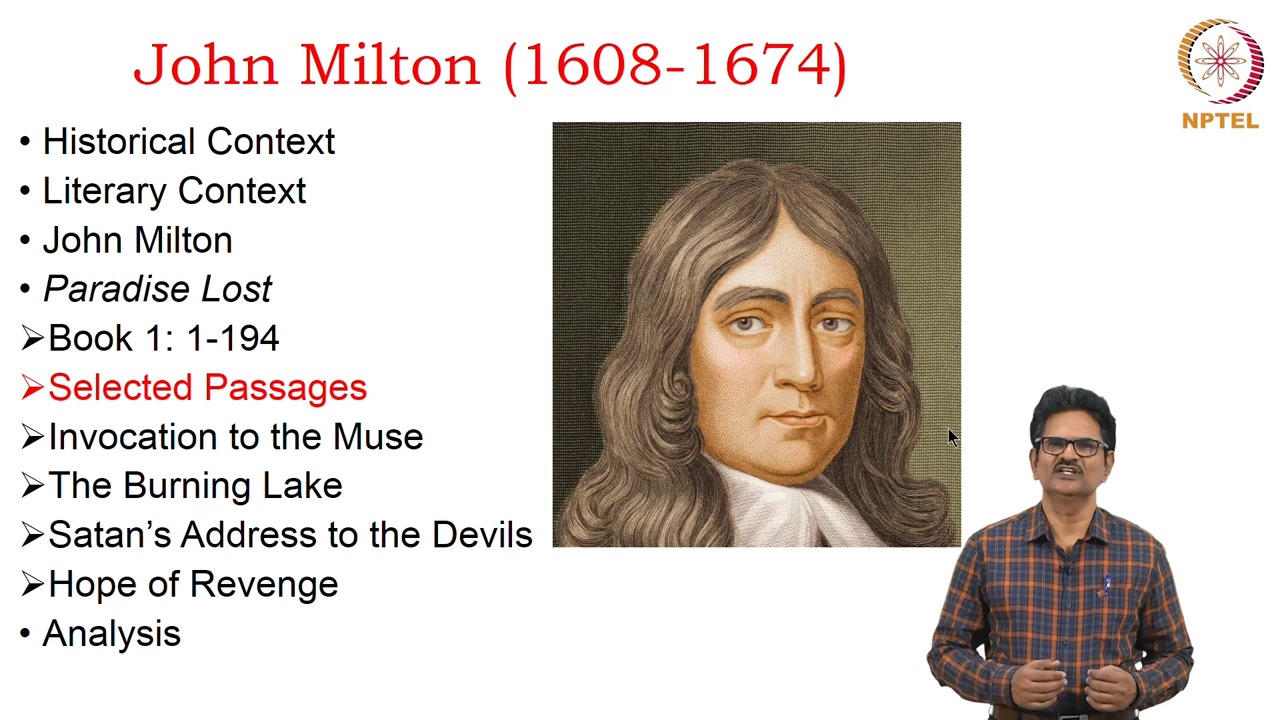 John Milton (1608-1674)
NPTEL
• Historical Context
• Literary Context
• John Milton
• Paradise Lost
➢Book 1: 1-194
➢Selected Passages
➢Invocation to the Muse
➢The Burning Lake
➢Satan’s Address to the Devils
➢Hope of Revenge
• Analysis